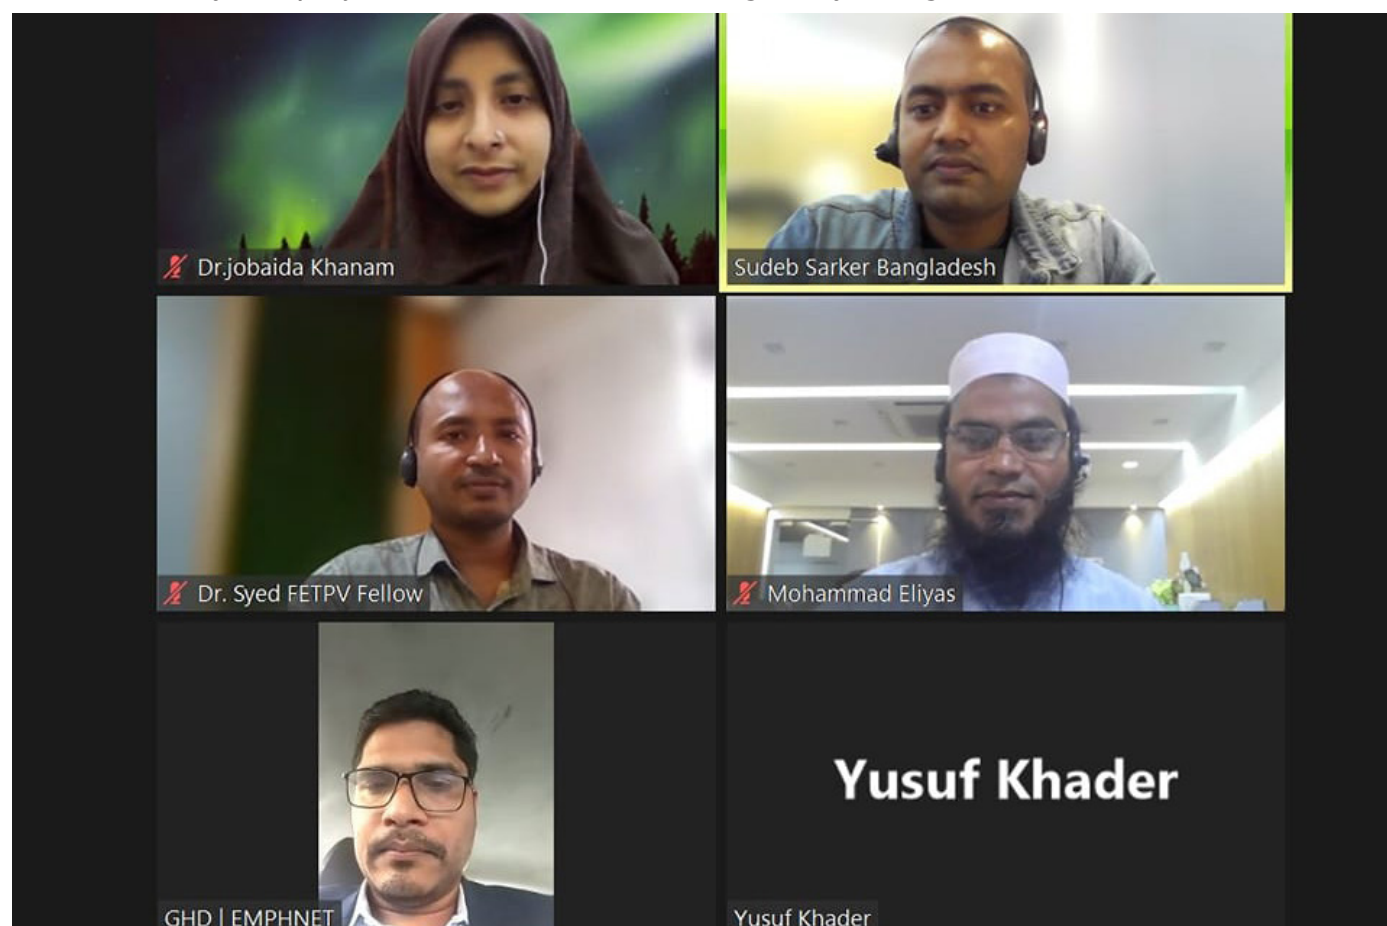 Dr.jobaida Khanam
Sudeb Sarker Bangladesh
Dr. Syed FETPV Fellow
Mohammad Eliyas
Yusuf Khader
GHD | EMPHNET
Yusuf Khader